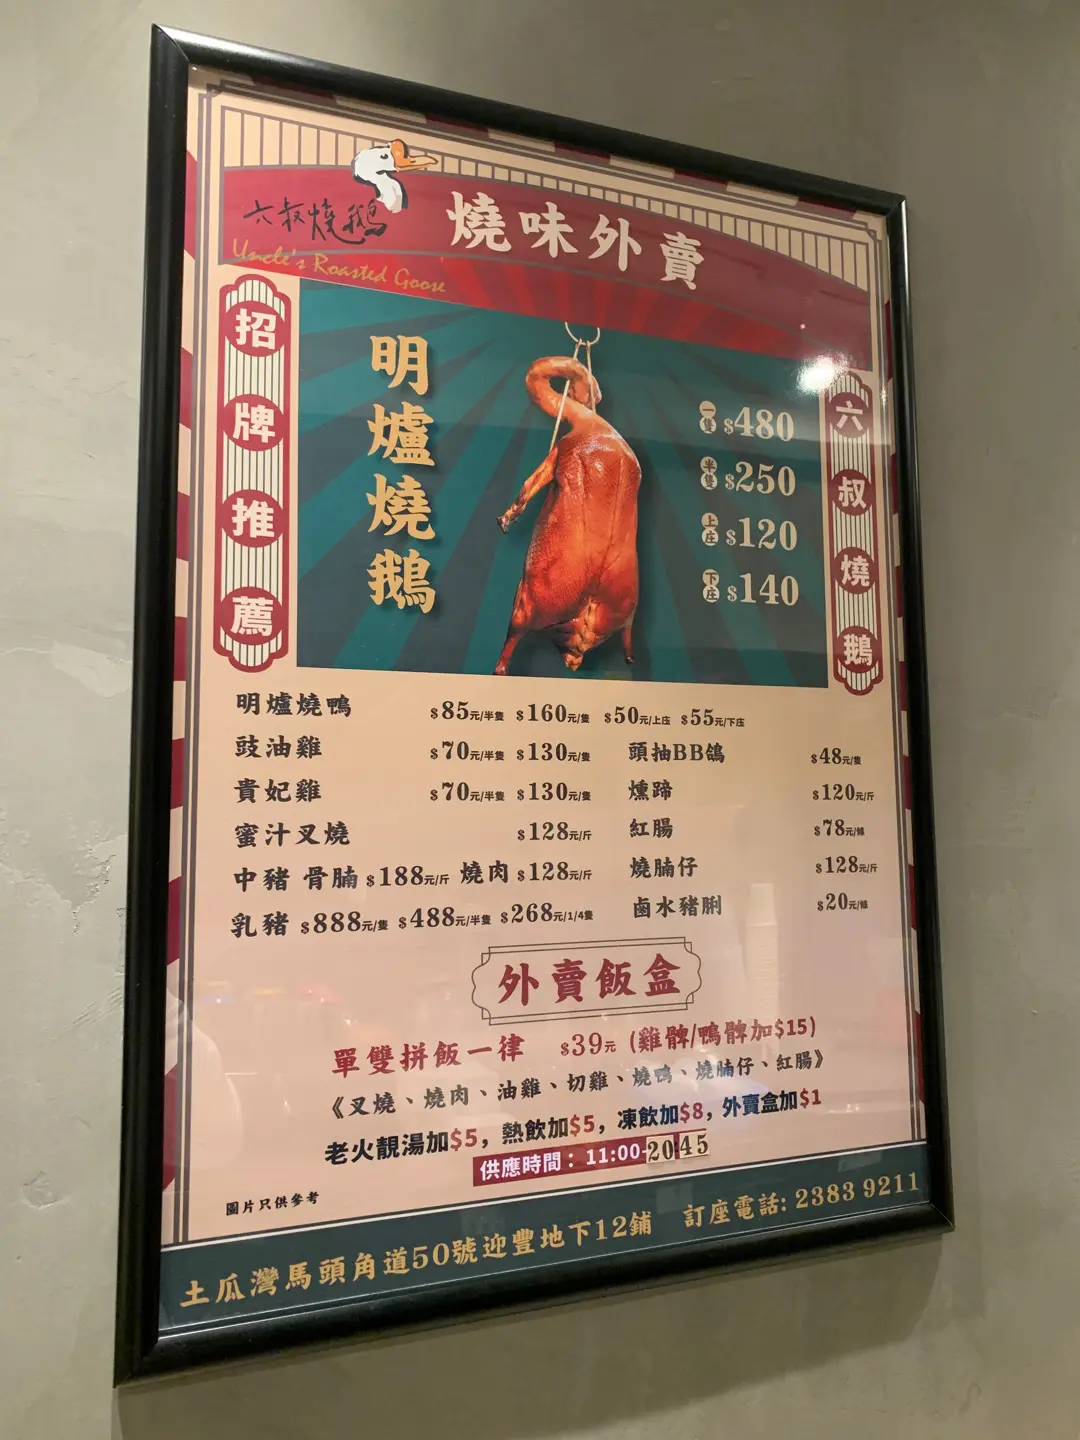 六叔燒鵝
Uncle's Roasted Goose
燒味外賣
招牌推薦
明爐燒鵝
一隻 $480
半隻 $250
上庄 $120
下庄 $140
六叔燒鵝
明爐燒鴨 $85元/半隻 $160元/隻 $50元/上庄 $55元/下庄
豉油雞 $70元/半隻 $130元/隻
貴妃雞 $70元/半隻 $130元/隻
蜜汁叉燒 $128元/斤
中豬 骨腩 $188元/斤 燒肉 $128元/斤
乳豬 $888元/隻 $488元/半隻 $268元/1/4隻
頭抽BB鴿 $48元/隻
燻蹄 $120元/斤
紅腸 $78元/條
燒腩仔 $128元/斤
鹵水豬脷 $20元/條
外賣飯盒
單雙拼飯一律 $39元 (雞髀/鴨髀加$15)
《叉燒、燒肉、油雞、切雞、燒鴨、燒腩仔、紅腸》
老火靚湯加$5，熱飲加$5，凍飲加$8，外賣盒加$1
供應時間：11:00-20:45
圖片只供參考
土瓜灣馬頭角道50號迎豐地下12鋪 訂座電話: 2383 9211